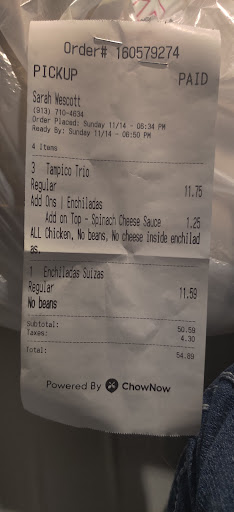 Order# 160579274
PICKUP PAID
Sarah Wescott
(913) 710-4634
Order Placed: Sunday 11/14 - 06:34 PM
Ready By: Sunday 11/14 - 06:50 PM
4 items
3 Tampico Trio
Regular 11.75
Add Ons | Enchiladas
Add on Top - Spinach Cheese Sauce 1.25
ALL Chicken, No beans, No cheese inside enchilad
as.
1 Enchiladas Suizas
Regular 11.59
No beans
Subtotal: 50.59
Taxes: 4.30
Total: 54.89
Powered By ChowNow